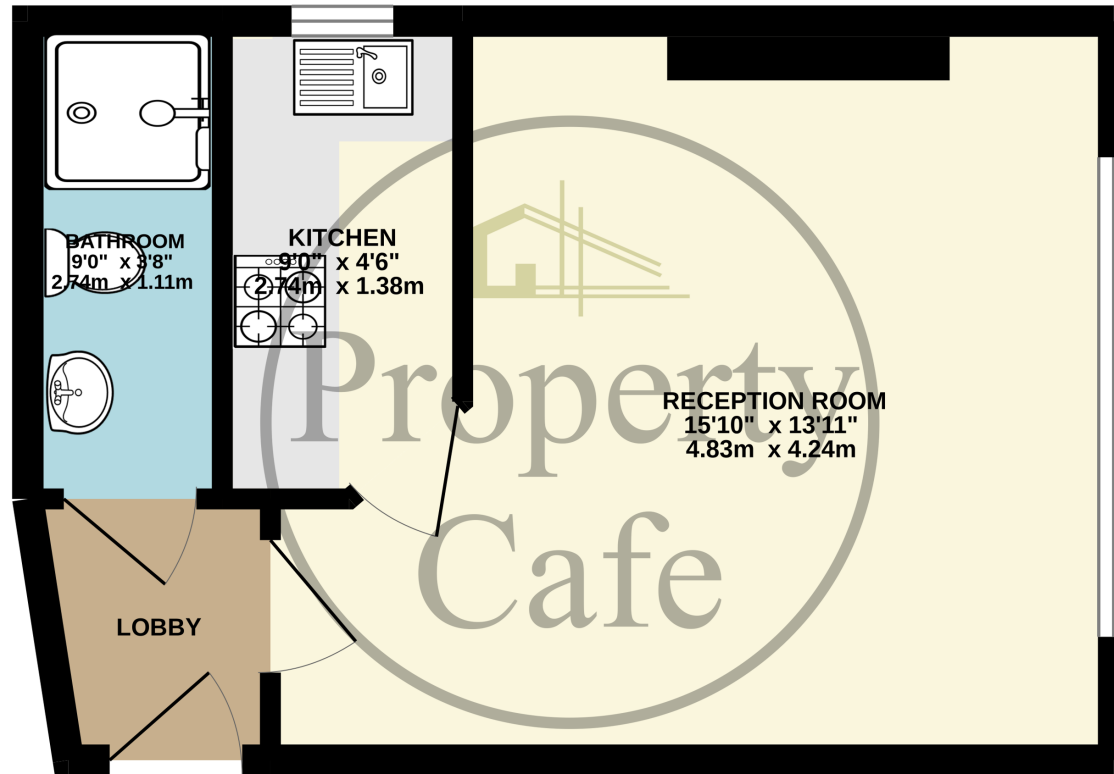 BATHROOM
9'0" x 3'8"
2.74m x 1.11m
KITCHEN
9'0" x 4'6"
2.74m x 1.38m
RECEPTION ROOM
15'10" x 13'11"
4.83m x 4.24m
LOBBY
Property
Cafe